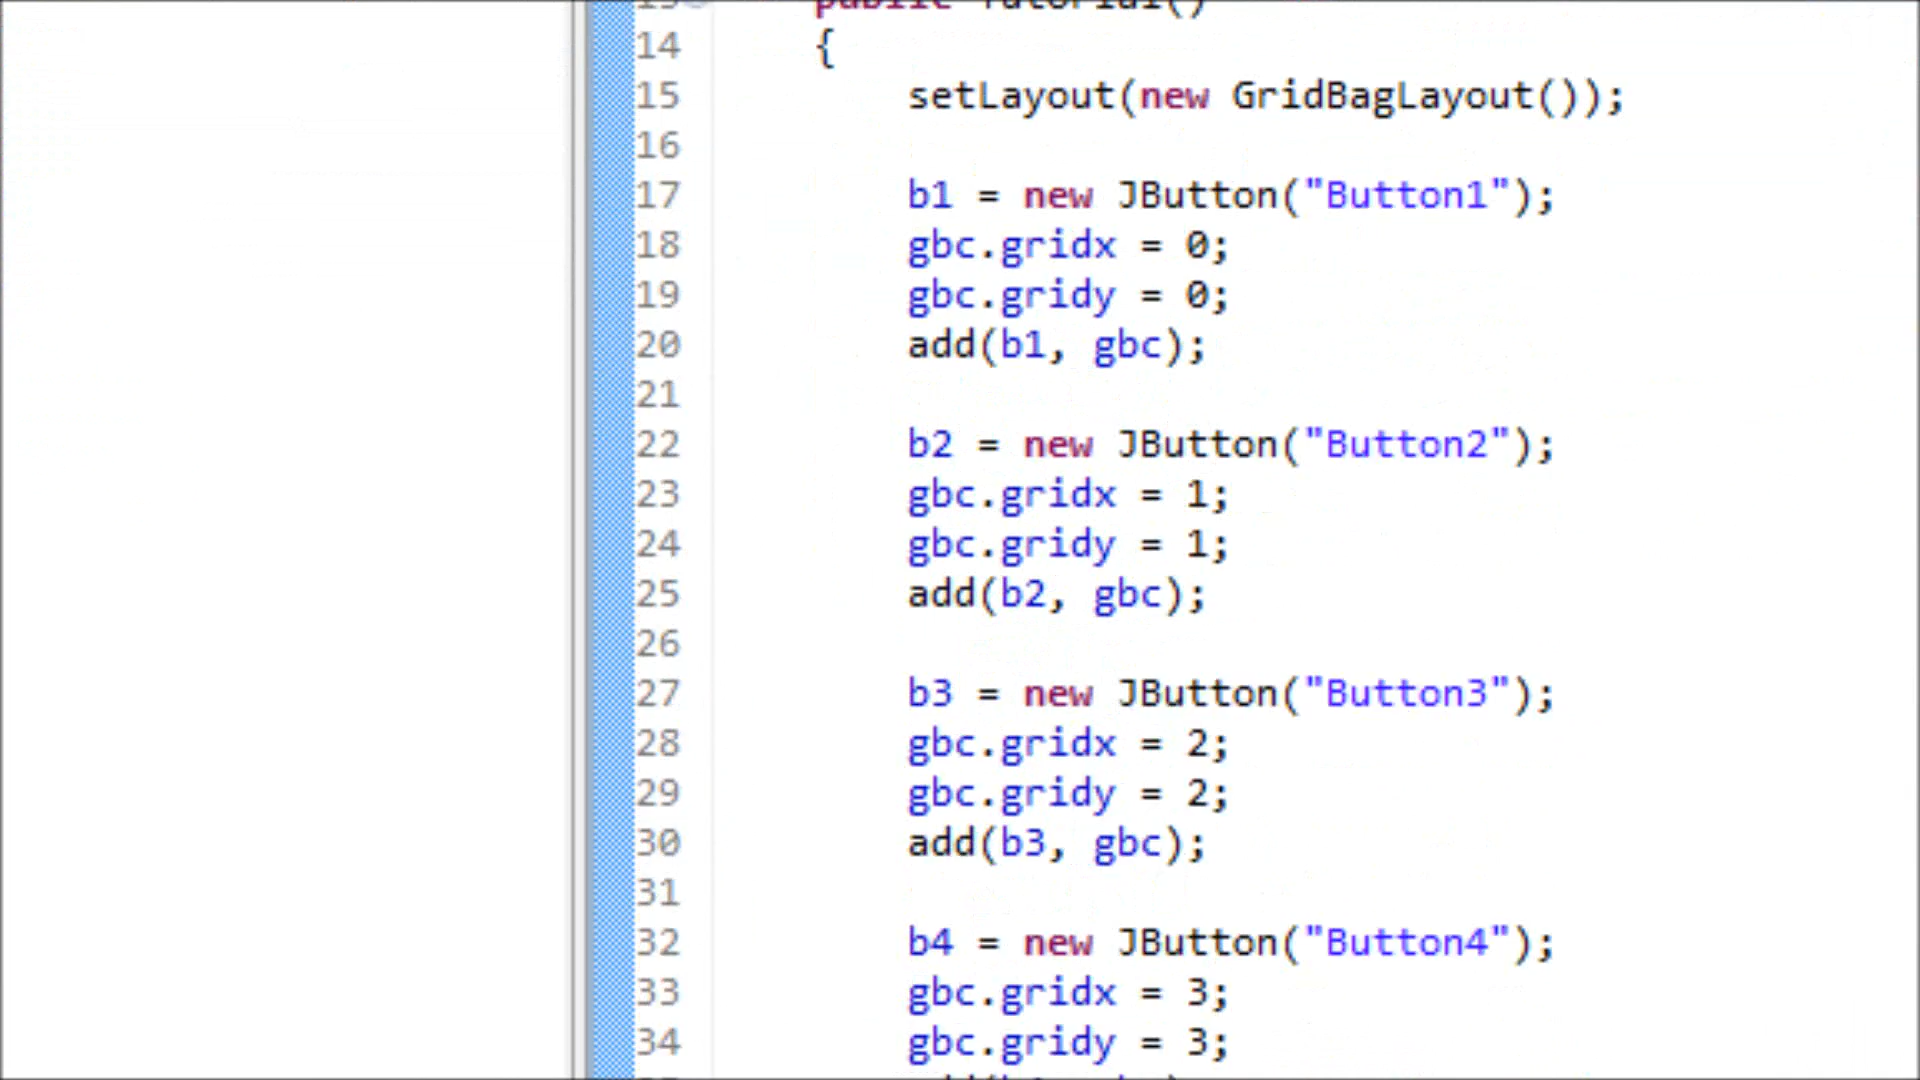 13 public Tutorial()
14 {
15 setLayout(new GridBagLayout());
16
17 b1 = new JButton("Button1");
18 gbc.gridx = 0;
19 gbc.gridy = 0;
20 add(b1, gbc);
21
22 b2 = new JButton("Button2");
23 gbc.gridx = 1;
24 gbc.gridy = 1;
25 add(b2, gbc);
26
27 b3 = new JButton("Button3");
28 gbc.gridx = 2;
29 gbc.gridy = 2;
30 add(b3, gbc);
31
32 b4 = new JButton("Button4");
33 gbc.gridx = 3;
34 gbc.gridy = 3;